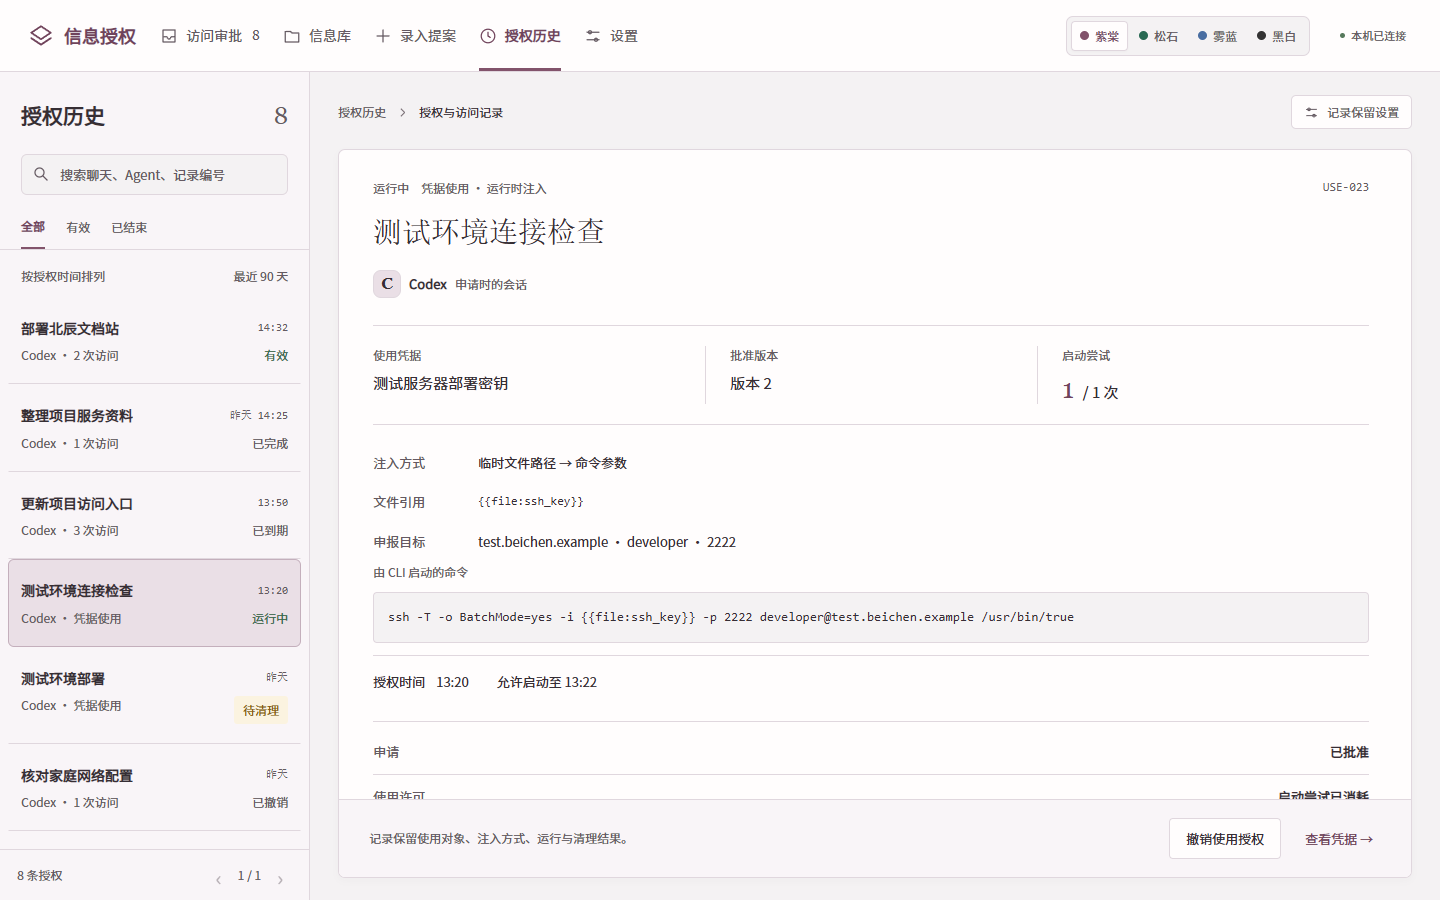 信息授权
访问审批 8
信息库
录入提案
授权历史
设置
紫棠
松石
雾蓝
黑白
本机已连接
授权历史 8
搜索聊天、Agent、记录编号
全部 有效 已结束
按授权时间排列 最近 90 天
部署北辰文档站 14:32
Codex · 2 次访问 有效
整理项目服务资料 昨天 14:25
Codex · 1 次访问 已完成
更新项目访问入口 13:50
Codex · 3 次访问 已到期
测试环境连接检查 13:20
Codex · 凭据使用 运行中
测试环境部署 昨天
Codex · 凭据使用 待清理
核对家庭网络配置 昨天
Codex · 1 次访问 已撤销
8 条授权 ‹ 1 / 1 ›
授权历史 > 授权与访问记录
记录保留设置
运行中 凭据使用 · 运行时注入 USE-023
测试环境连接检查
C Codex 申请时的会话
使用凭据 批准版本 启动尝试
测试服务器部署密钥 版本 2 1 / 1 次
注入方式 临时文件路径 → 命令参数
文件引用 {{file:ssh_key}}
申报目标 test.beichen.example · developer · 2222
由 CLI 启动的命令
ssh -T -o BatchMode=yes -i {{file:ssh_key}} -p 2222 developer@test.beichen.example /usr/bin/true
授权时间 13:20 允许启动至 13:22
申请 已批准
使用许可 启动尝试已消耗
记录保留使用对象、注入方式、运行与清理结果。
撤销使用授权
查看凭据 →